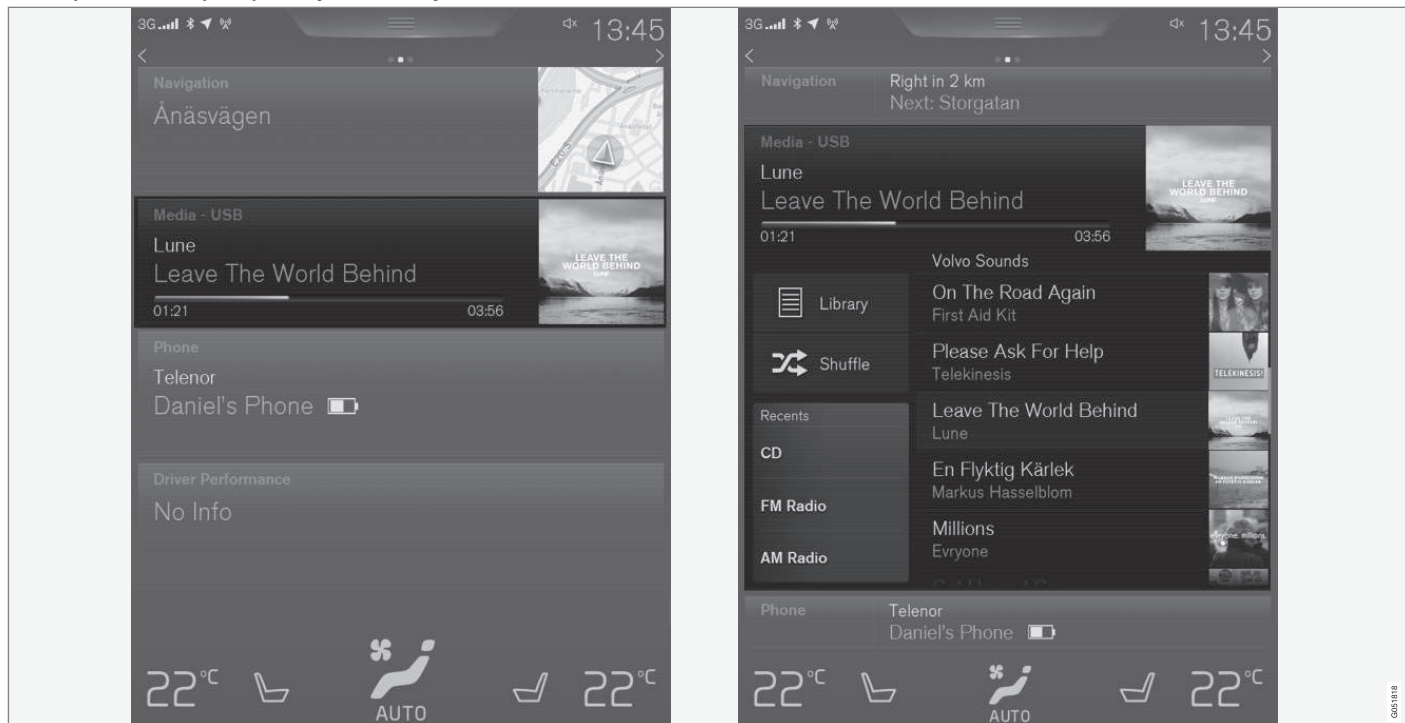 3G
13:45
Navigation
Ånäsvägen
Media - USB
Lune
Leave The World Behind
01:21
03:56
LEAVE THE
WORLD BEHIND
LUNE
Phone
Telenor
Daniel's Phone
Driver Performance
No Info
22°C
AUTO
22°C
3G
13:45
Navigation
Right in 2 km
Next: Storgatan
Media - USB
Lune
Leave The World Behind
01:21
03:56
LEAVE THE
WORLD BEHIND
LUNE
Volvo Sounds
Library
Shuffle
Recents
CD
FM Radio
AM Radio
On The Road Again
First Aid Kit
Please Ask For Help
Telekinesis
TELEKINESIS!
Leave The World Behind
Lune
En Flyktig Kärlek
Markus Hasselblom
Millions
Evryone
evryone. millions.
Phone
Telenor
Daniel's Phone
22°C
AUTO
22°C
G051818